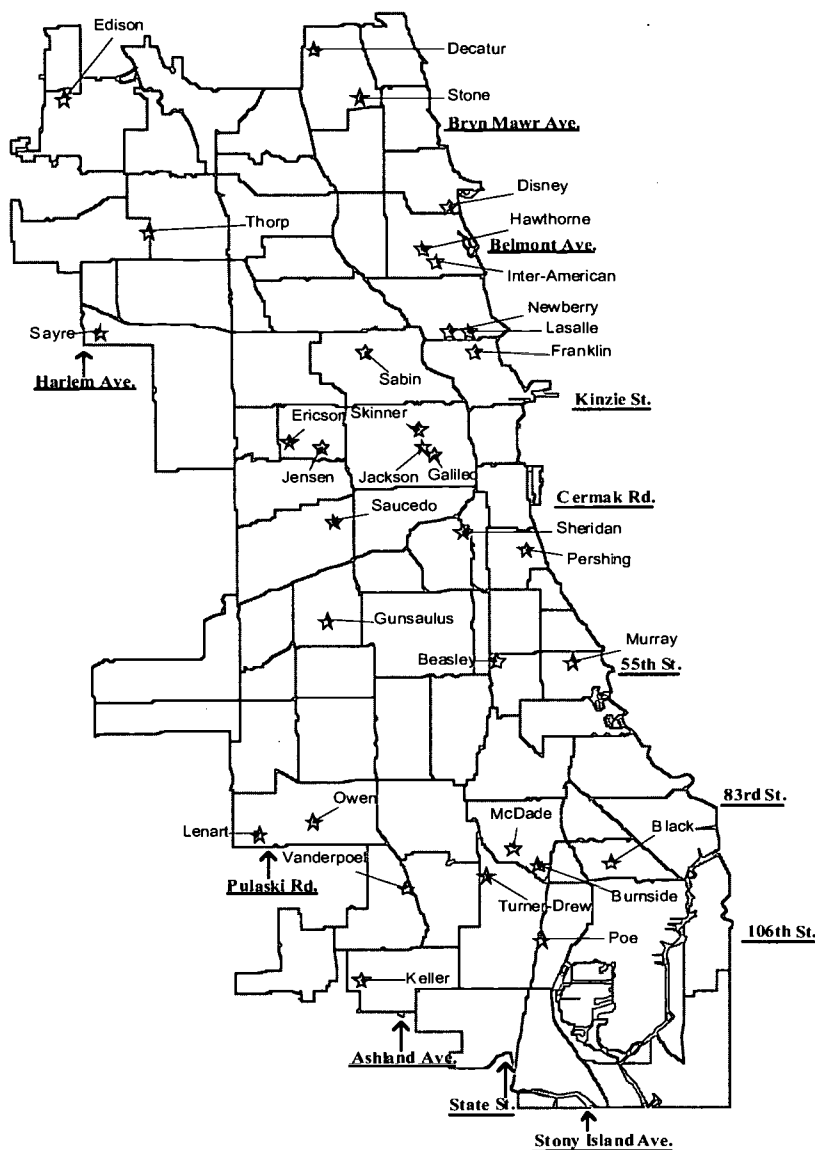 Edison
Decatur
Stone
Bryn Mawr Ave.
Disney
Hawthorne
Thorp
Belmont Ave.
Inter-American
Newberry
Sayre
Lasalle
Franklin
Sabin
Harlem Ave.
Kinzie St.
Ericson
Skinner
Jensen
Jackson
Galileo
Cermak Rd.
Saucedo
Sheridan
Pershing
Gunsaulus
Murray
Beasley
55th St.
83rd St.
Owen
McDade
Black
Lenart
Vanderpoel
Pulaski Rd.
Turner-Drew
Burnside
106th St.
Poe
Keller
Ashland Ave.
State St.
Stony Island Ave.